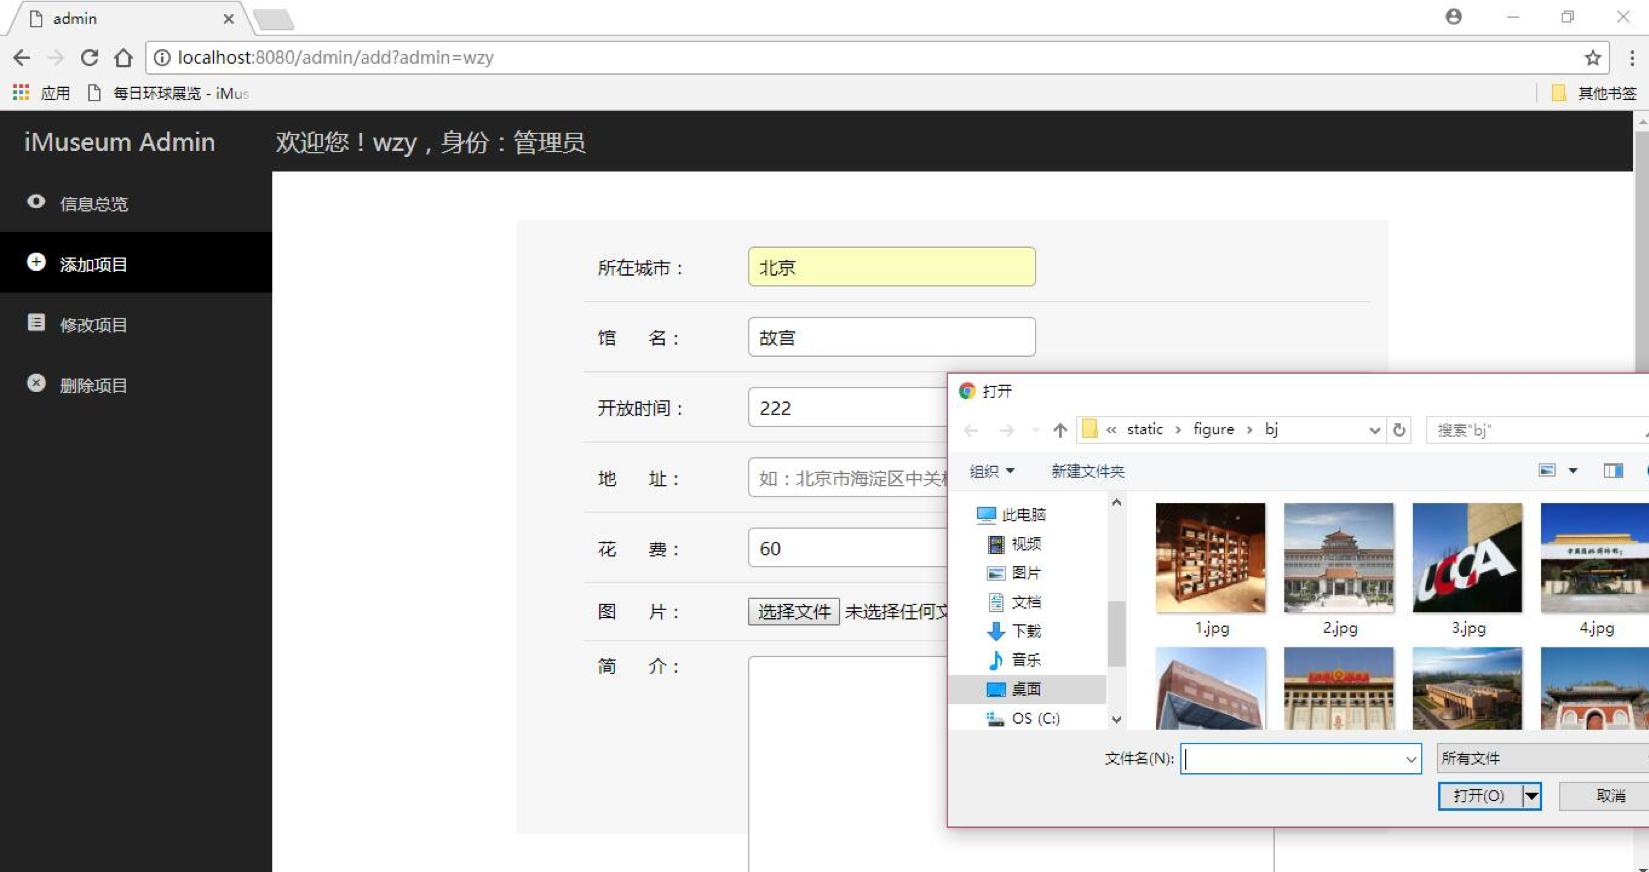 admin
localhost:8080/admin/add?admin=wzy
应用
每日环球展览 - iMus
其他书签
iMuseum Admin
欢迎您！wzy，身份：管理员
信息总览
添加项目
修改项目
删除项目
所在城市：
北京
馆 名：
故宫
开放时间：
222
地 址：
如：北京市海淀区中关
花 费：
60
图 片：
选择文件 未选择任何文
简 介：
打开
« static › figure › bj
搜索"bj"
组织
新建文件夹
此电脑
视频
图片
文档
下载
音乐
桌面
OS (C:)
UCCA
1.jpg
2.jpg
3.jpg
4.jpg
文件名(N):
所有文件
打开(O)
取消